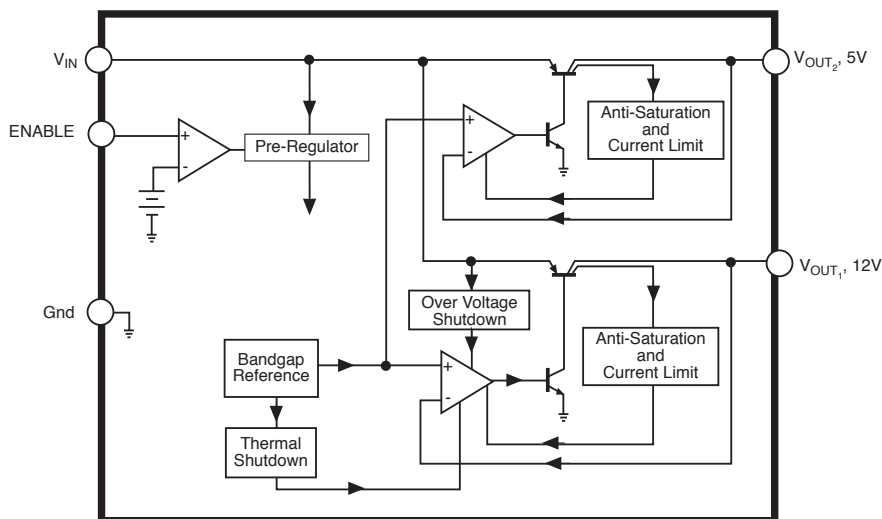 V_IN
V_OUT2, 5V
ENABLE
+
-
Pre-Regulator
+
-
Anti-Saturation
and
Current Limit
V_OUT1, 12V
Gnd
Over Voltage
Shutdown
Bandgap
Reference
+
-
Anti-Saturation
and
Current Limit
Thermal
Shutdown